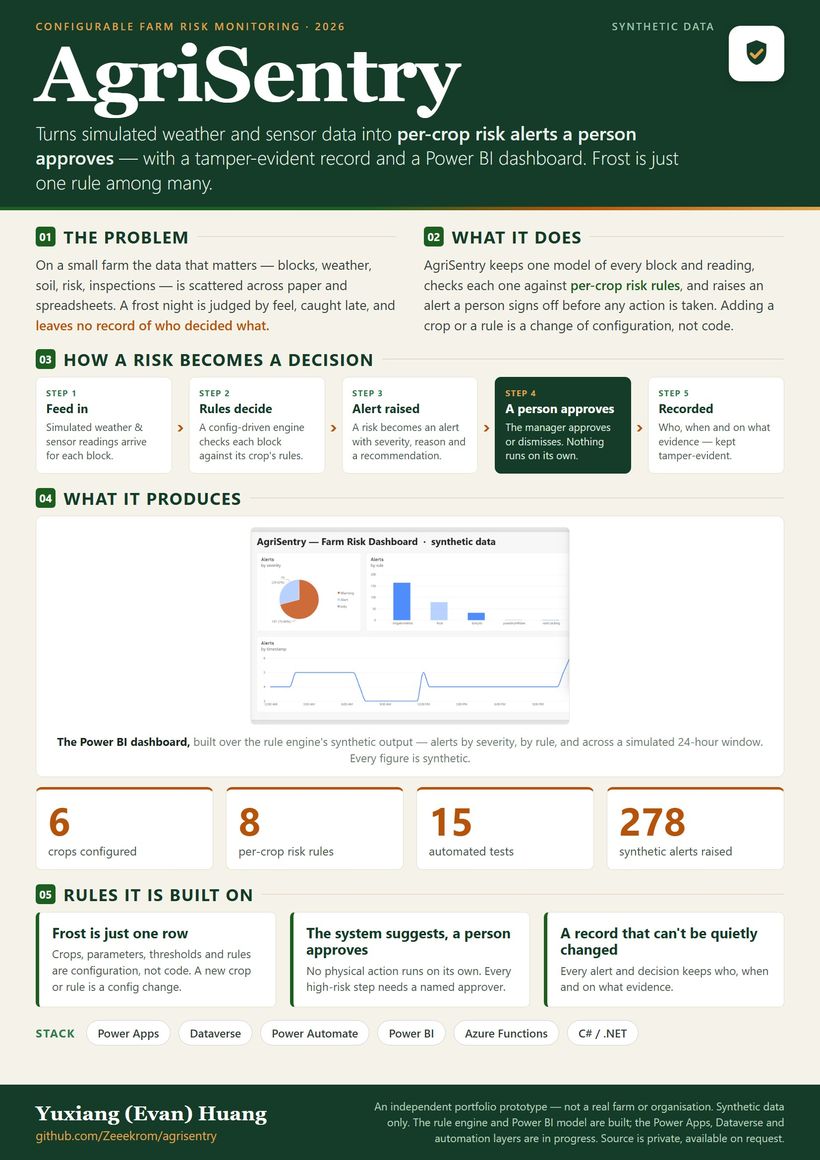 CONFIGURABLE FARM RISK MONITORING · 2026
SYNTHETIC DATA
AgriSentry
Turns simulated weather and sensor data into per-crop risk alerts a person
approves — with a tamper-evident record and a Power BI dashboard. Frost is just
one rule among many.
01 THE PROBLEM
On a small farm the data that matters — blocks, weather,
soil, risk, inspections — is scattered across paper and
spreadsheets. A frost night is judged by feel, caught late, and
leaves no record of who decided what.
02 WHAT IT DOES
AgriSentry keeps one model of every block and reading,
checks each one against per-crop risk rules, and raises an
alert a person signs off before any action is taken. Adding a
crop or a rule is a change of configuration, not code.
03 HOW A RISK BECOMES A DECISION
STEP 1
Feed in
Simulated weather &
sensor readings arrive
for each block.
STEP 2
Rules decide
A config-driven engine
checks each block
against its crop's rules.
STEP 3
Alert raised
A risk becomes an alert
with severity, reason and
a recommendation.
STEP 4
A person approves
The manager approves
or dismisses. Nothing
runs on its own.
STEP 5
Recorded
Who, when and on what
evidence — kept
tamper-evident.
04 WHAT IT PRODUCES
AgriSentry — Farm Risk Dashboard · synthetic data
Alerts
by severity
Alerts
by rule
Alerts
by timestamp
The Power BI dashboard, built over the rule engine's synthetic output — alerts by severity, by rule, and across a simulated 24-hour window.
Every figure is synthetic.
6
crops configured
8
per-crop risk rules
15
automated tests
278
synthetic alerts raised
05 RULES IT IS BUILT ON
Frost is just one row
Crops, parameters, thresholds and rules
are configuration, not code. A new crop
or rule is a config change.
The system suggests, a person
approves
No physical action runs on its own. Every
high-risk step needs a named approver.
A record that can't be quietly
changed
Every alert and decision keeps who, when
and on what evidence.
STACK Power Apps Dataverse Power Automate Power BI Azure Functions C# / .NET
Yuxiang (Evan) Huang
github.com/Zeeekrom/agrisentry
An independent portfolio prototype — not a real farm or organisation. Synthetic data
only. The rule engine and Power BI model are built; the Power Apps, Dataverse and
automation layers are in progress. Source is private, available on request.